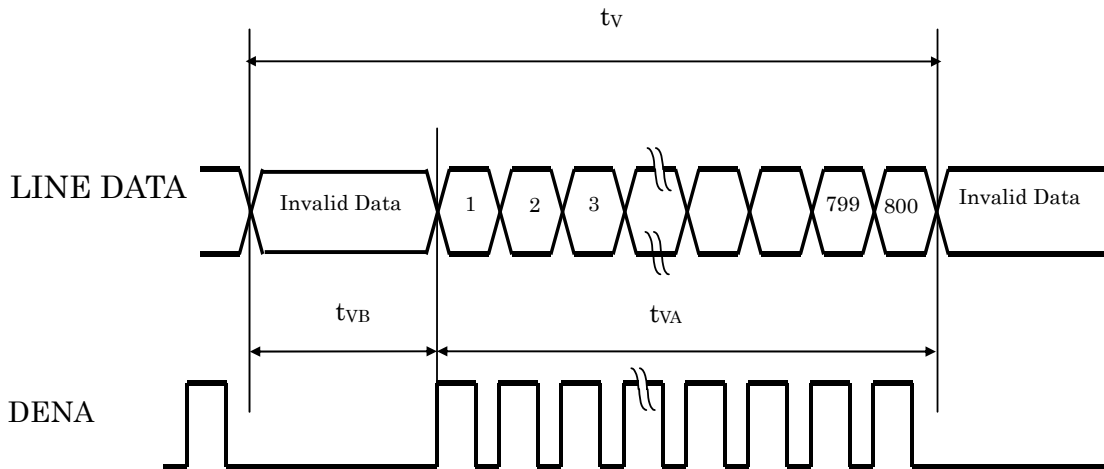 tV
LINE DATA Invalid Data 1 2 3 799 800 Invalid Data
tVB tVA
DENA